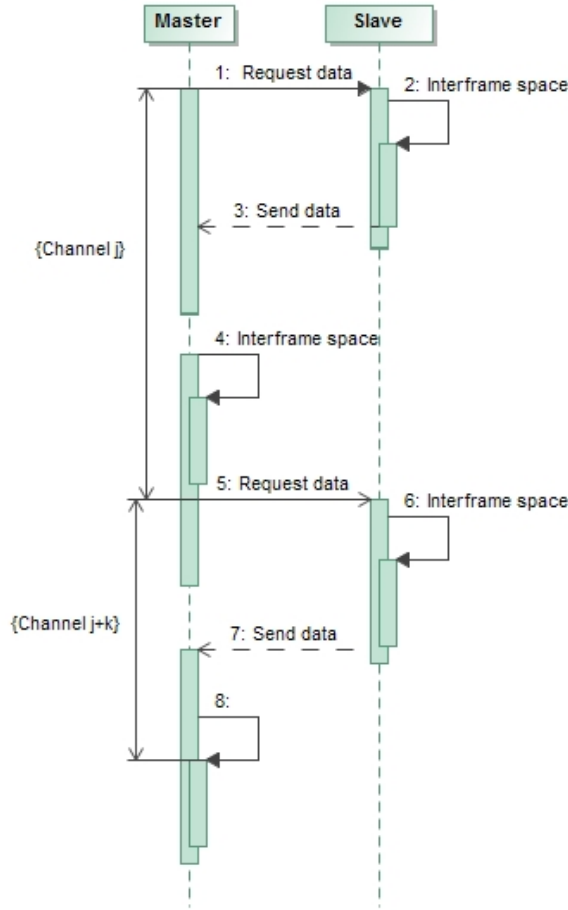 Master
Slave
1: Request data
2: Interframe space
3: Send data
{Channel j}
4: Interframe space
5: Request data
6: Interframe space
{Channel j+k}
7: Send data
8: